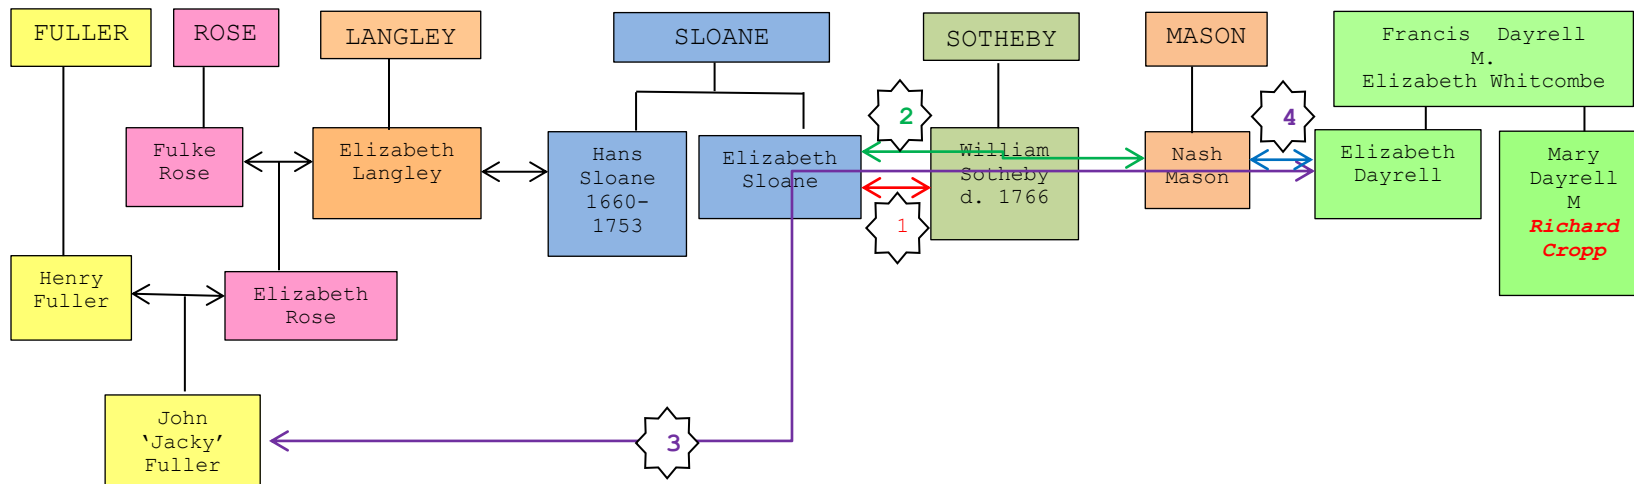 FULLER
ROSE
LANGLEY
SLOANE
SOTHEBY
MASON
Francis Dayrell
M.
Elizabeth Whitcombe
2
4
Fulke
Rose
Elizabeth
Langley
Hans
Sloane
1660-
1753
Elizabeth
Sloane
William
Sotheby
d. 1766
Nash
Mason
Elizabeth
Dayrell
Mary
Dayrell
M
Richard
Cropp
1
Henry
Fuller
Elizabeth
Rose
John
‘Jacky’
Fuller
3